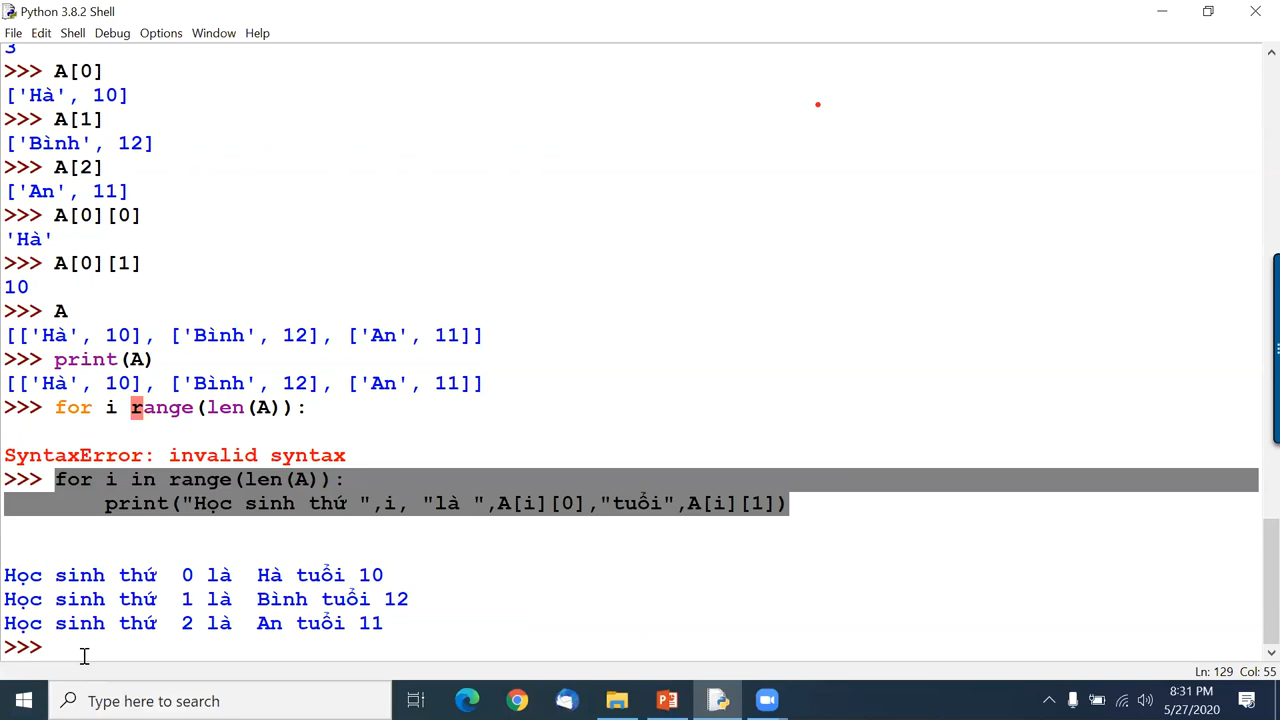 Python 3.8.2 Shell
File Edit Shell Debug Options Window Help
3
>>> A[0]
['Hà', 10]
>>> A[1]
['Bình', 12]
>>> A[2]
['An', 11]
>>> A[0][0]
'Hà'
>>> A[0][1]
10
>>> A
[['Hà', 10], ['Bình', 12], ['An', 11]]
>>> print(A)
[['Hà', 10], ['Bình', 12], ['An', 11]]
>>> for i range(len(A)):
SyntaxError: invalid syntax
>>> for i in range(len(A)):
        print("Học sinh thứ ",i, "là ",A[i][0],"tuổi",A[i][1])
Học sinh thứ  0 là  Hà tuổi 10
Học sinh thứ  1 là  Bình tuổi 12
Học sinh thứ  2 là  An tuổi 11
>>>
Ln: 129 Col: 55
Type here to search
8:31 PM
5/27/2020